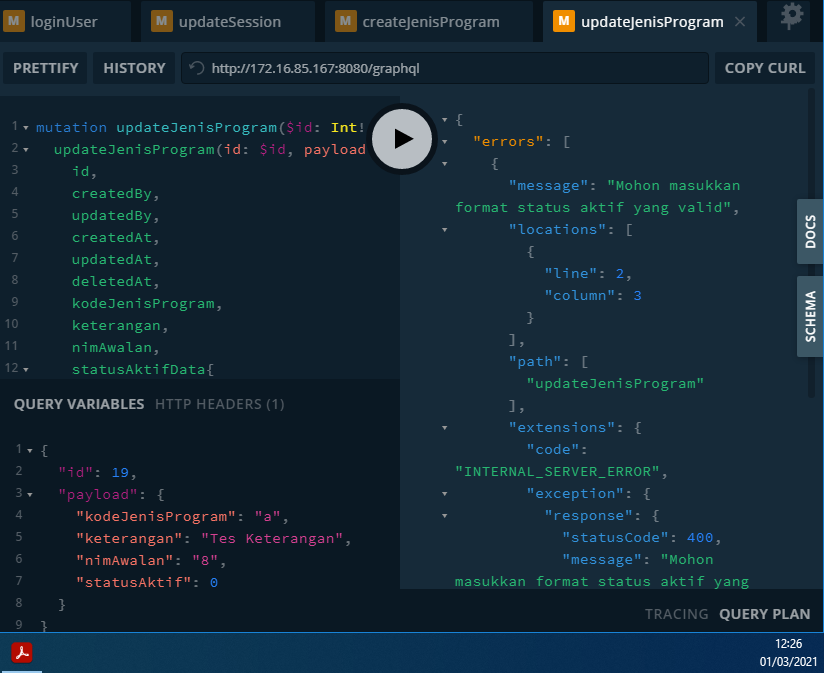 loginUser
updateSession
createJenisProgram
updateJenisProgram
PRETTIFY
HISTORY
http://172.16.85.167:8080/graphql
COPY CURL
1 mutation updateJenisProgram($id: Int!
2 updateJenisProgram(id: $id, payload
3 id,
4 createdBy,
5 updatedBy,
6 createdAt,
7 updatedAt,
8 deletedAt,
9 kodeJenisProgram,
10 keterangan,
11 nimAwalan,
12 statusAktifData{
QUERY VARIABLES HTTP HEADERS (1)
1 {
2 "id": 19,
3 "payload": {
4 "kodeJenisProgram": "a",
5 "keterangan": "Tes Keterangan",
6 "nimAwalan": "8",
7 "statusAktif": 0
8 }
9 }
{
"errors": [
{
"message": "Mohon masukkan
format status aktif yang valid",
"locations": [
{
"line": 2,
"column": 3
}
],
"path": [
"updateJenisProgram"
],
"extensions": {
"code":
"INTERNAL_SERVER_ERROR",
"exception": {
"response": {
"statusCode": 400,
"message": "Mohon
masukkan format status aktif yang
DOCS
SCHEMA
TRACING QUERY PLAN
12:26
01/03/2021